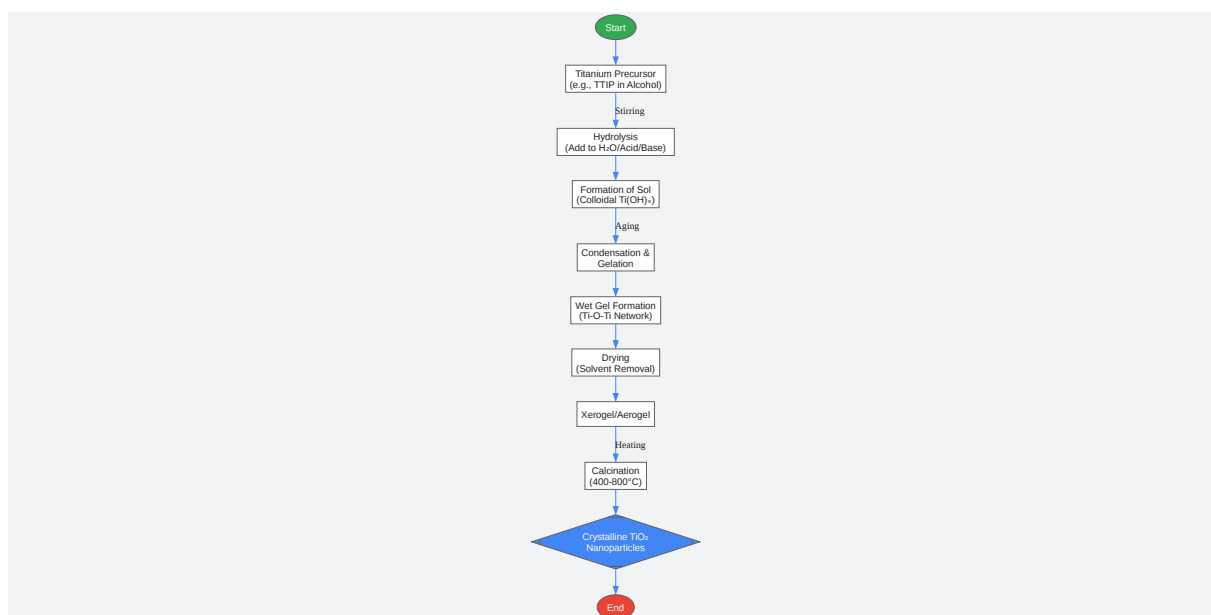 Start
Titanium Precursor
(e.g., TTIP in Alcohol)
Stirring
Hydrolysis
(Add to H₂O/Acid/Base)
Formation of Sol
(Colloidal Ti(OH)ₓ)
Aging
Condensation &
Gelation
Wet Gel Formation
(Ti-O-Ti Network)
Drying
(Solvent Removal)
Xerogel/Aerogel
Heating
Calcination
(400-800°C)
Crystalline TiO₂
Nanoparticles
End